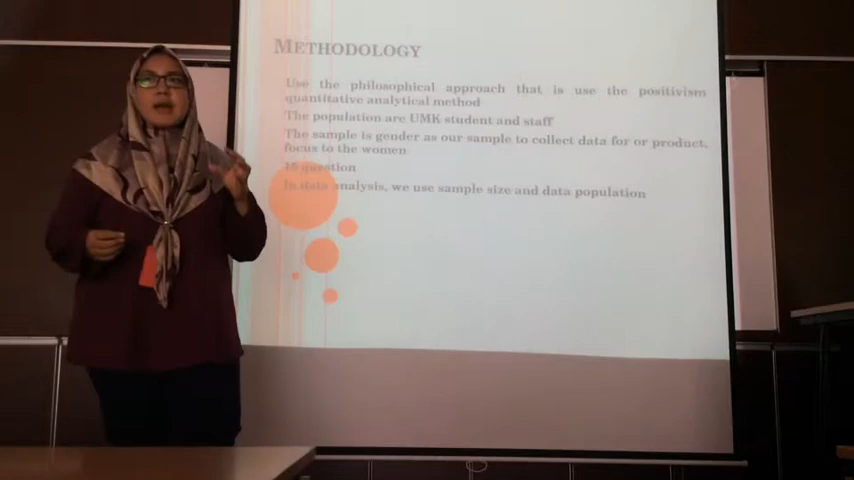 METHODOLOGY
Use the philosophical approach that is use the positivism
quantitative analytical method
The population are UMK student and staff
The sample is gender as our sample to collect data for or product,
focus to the women
15 question
In data analysis, we use sample size and data population